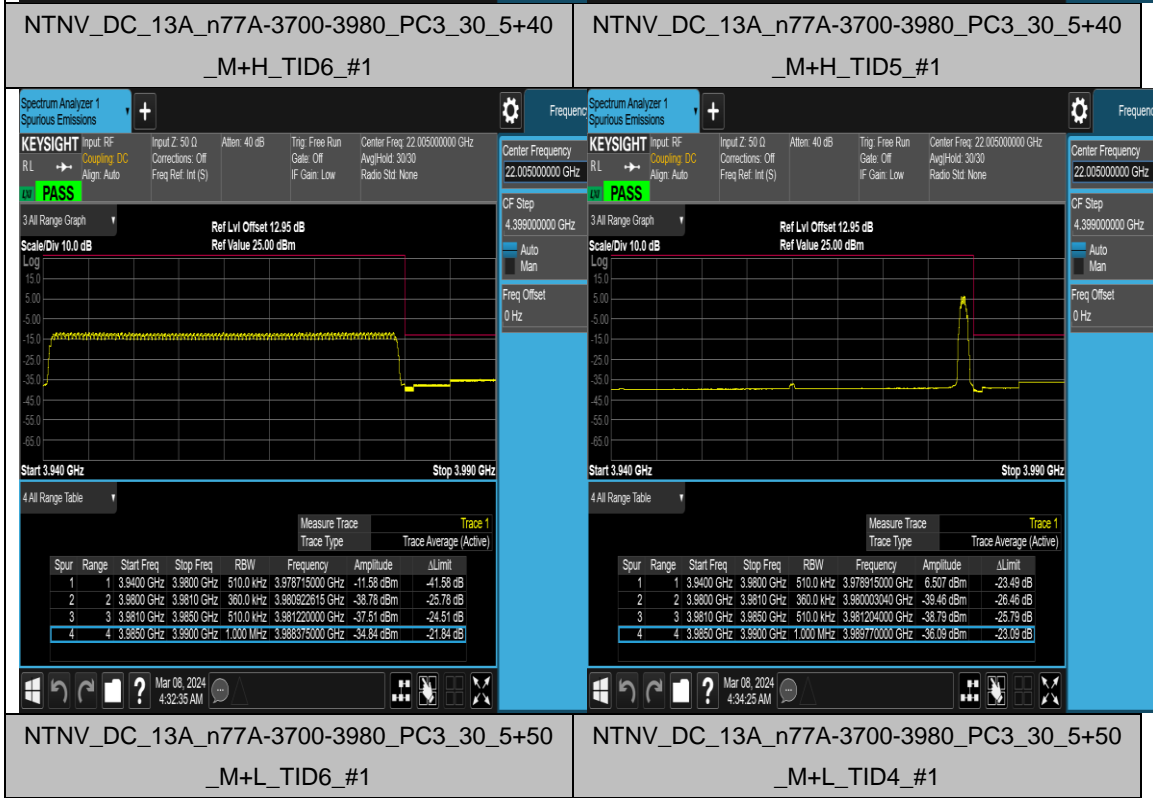 NTNV_DC_13A_n77A-3700-3980_PC3_30_5+40
_M+H_TID6_#1
NTNV_DC_13A_n77A-3700-3980_PC3_30_5+40
_M+H_TID5_#1
Spectrum Analyzer 1
Spurious Emissions
+
Frequenc
KEYSIGHT Input: RF Input Z: 50 Ω Atten: 40 dB Trig: Free Run Center Freq: 22.005000000 GHz
RL Coupling: DC Corrections: Off Gate: Off Avg|Hold: 30/30
Align: Auto Freq Ref: Int (S) IF Gain: Low Radio Std: None
PASS
Center Frequency
22.005000000 GHz
CF Step
4.399000000 GHz
Auto
Man
Freq Offset
0 Hz
3 All Range Graph
Ref Lvl Offset 12.95 dB
Scale/Div 10.0 dB Ref Value 25.00 dBm
Log
15.0
5.00
-5.00
-15.0
-25.0
-35.0
-45.0
-55.0
-65.0
Start 3.940 GHz Stop 3.990 GHz
4 All Range Table
Measure Trace Trace 1
Trace Type Trace Average (Active)
Spur Range Start Freq Stop Freq RBW Frequency Amplitude ΔLimit
1 1 3.9400 GHz 3.9800 GHz 510.0 kHz 3.978715000 GHz -11.58 dBm -41.58 dB
2 2 3.9800 GHz 3.9810 GHz 360.0 kHz 3.980922615 GHz -38.78 dBm -25.78 dB
3 3 3.9810 GHz 3.9850 GHz 510.0 kHz 3.981220000 GHz -37.51 dBm -24.51 dB
4 4 3.9850 GHz 3.9900 GHz 1.000 MHz 3.988375000 GHz -34.84 dBm -21.84 dB
?
Mar 08, 2024
4:32:35 AM
Spectrum Analyzer 1
Spurious Emissions
+
Frequenc
KEYSIGHT Input: RF Input Z: 50 Ω Atten: 40 dB Trig: Free Run Center Freq: 22.005000000 GHz
RL Coupling: DC Corrections: Off Gate: Off Avg|Hold: 30/30
Align: Auto Freq Ref: Int (S) IF Gain: Low Radio Std: None
PASS
Center Frequency
22.005000000 GHz
CF Step
4.399000000 GHz
Auto
Man
Freq Offset
0 Hz
3 All Range Graph
Ref Lvl Offset 12.95 dB
Scale/Div 10.0 dB Ref Value 25.00 dBm
Log
15.0
5.00
-5.00
-15.0
-25.0
-35.0
-45.0
-55.0
-65.0
Start 3.940 GHz Stop 3.990 GHz
4 All Range Table
Measure Trace Trace 1
Trace Type Trace Average (Active)
Spur Range Start Freq Stop Freq RBW Frequency Amplitude ΔLimit
1 1 3.9400 GHz 3.9800 GHz 510.0 kHz 3.978915000 GHz 6.507 dBm -23.49 dB
2 2 3.9800 GHz 3.9810 GHz 360.0 kHz 3.980003040 GHz -39.46 dBm -26.46 dB
3 3 3.9810 GHz 3.9850 GHz 510.0 kHz 3.981204000 GHz -38.79 dBm -25.79 dB
4 4 3.9850 GHz 3.9900 GHz 1.000 MHz 3.989770000 GHz -36.09 dBm -23.09 dB
?
Mar 08, 2024
4:34:25 AM
NTNV_DC_13A_n77A-3700-3980_PC3_30_5+50
_M+L_TID6_#1
NTNV_DC_13A_n77A-3700-3980_PC3_30_5+50
_M+L_TID4_#1